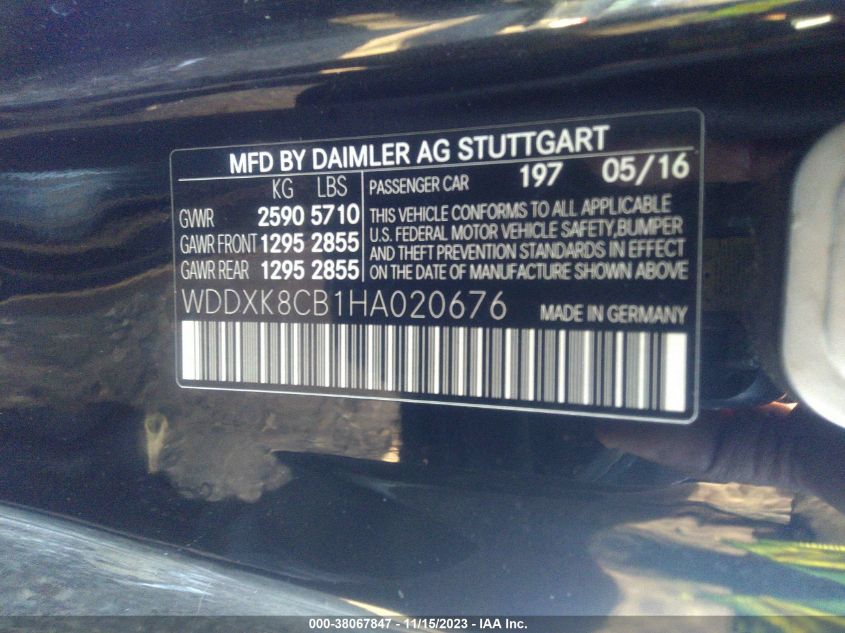 MFD BY DAIMLER AG STUTTGART
KG LBS
GVWR 2590 5710
GAWR FRONT 1295 2855
GAWR REAR 1295 2855
PASSENGER CAR 197 05/16
THIS VEHICLE CONFORMS TO ALL APPLICABLE
U.S. FEDERAL MOTOR VEHICLE SAFETY,BUMPER
AND THEFT PREVENTION STANDARDS IN EFFECT
ON THE DATE OF MANUFACTURE SHOWN ABOVE
WDDXK8CB1HA020676 MADE IN GERMANY
000-38067847 - 11/15/2023 - IAA Inc.